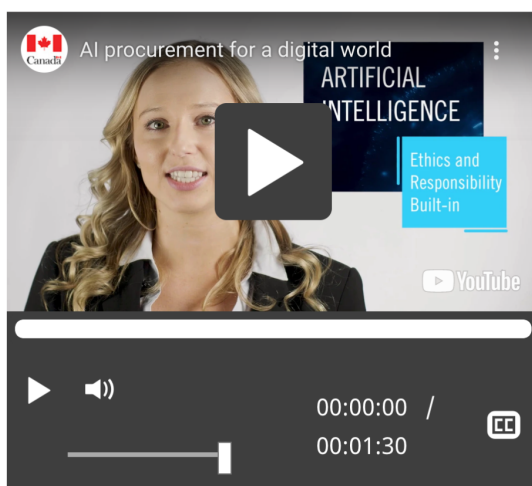 Canada
AI procurement for a digital world
ARTIFICIAL
INTELLIGENCE
Ethics and
Responsibility
Built-in
YouTube
00:00:00 /
00:01:30
CC